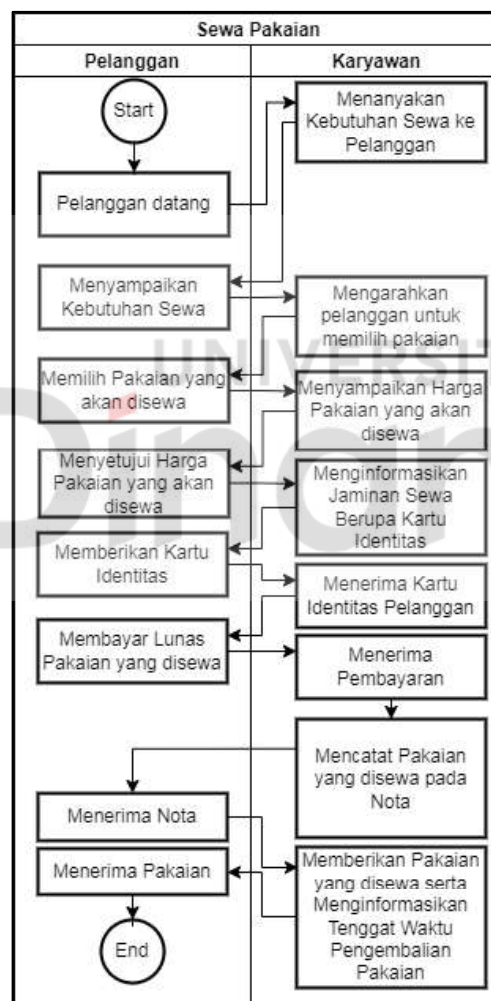 Sewa Pakaian
Pelanggan
Karyawan
Start
Menanyakan
Kebutuhan Sewa ke
Pelanggan
Pelanggan datang
Menyampaikan
Kebutuhan Sewa
Mengarahkan
pelanggan untuk
memilih pakaian
UNIVERSIT
Memilih Pakaian yang
akan disewa
Menyampaikan Harga
Pakaian yang akan
disewa
Dinar
Menyetujui Harga
Pakaian yang akan
disewa
Menginformasikan
Jaminan Sewa
Berupa Kartu
Identitas
Memberikan Kartu
Identitas
Menerima Kartu
Identitas Pelanggan
Membayar Lunas
Pakaian yang disewa
Menerima
Pembayaran
Mencatat Pakaian
yang disewa pada
Nota
Menerima Nota
Memberikan Pakaian
yang disewa serta
Menginformasikan
Tenggat Waktu
Pengembalian
Pakaian
Menerima Pakaian
End